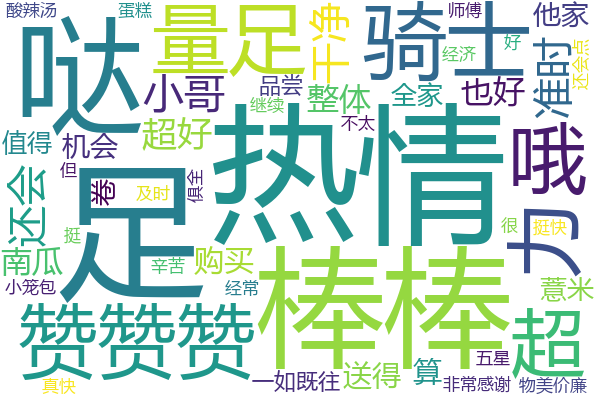 酸辣汤
蛋糕
哒
量足
干净
骑士
师傅
经济
好
他家
还会点
准时
小哥
品尝
继续
整体
全家
也好
超好
不太
值得
机会
但
卷
俱全
及时
足
热情
哦
力
还会
挺
南瓜
小笼包
辛苦
购买
经常
棒棒
很
挺快
薏米
赞赞赞
超
真快
一如既往
送得
算
五星
非常感谢
物美价廉